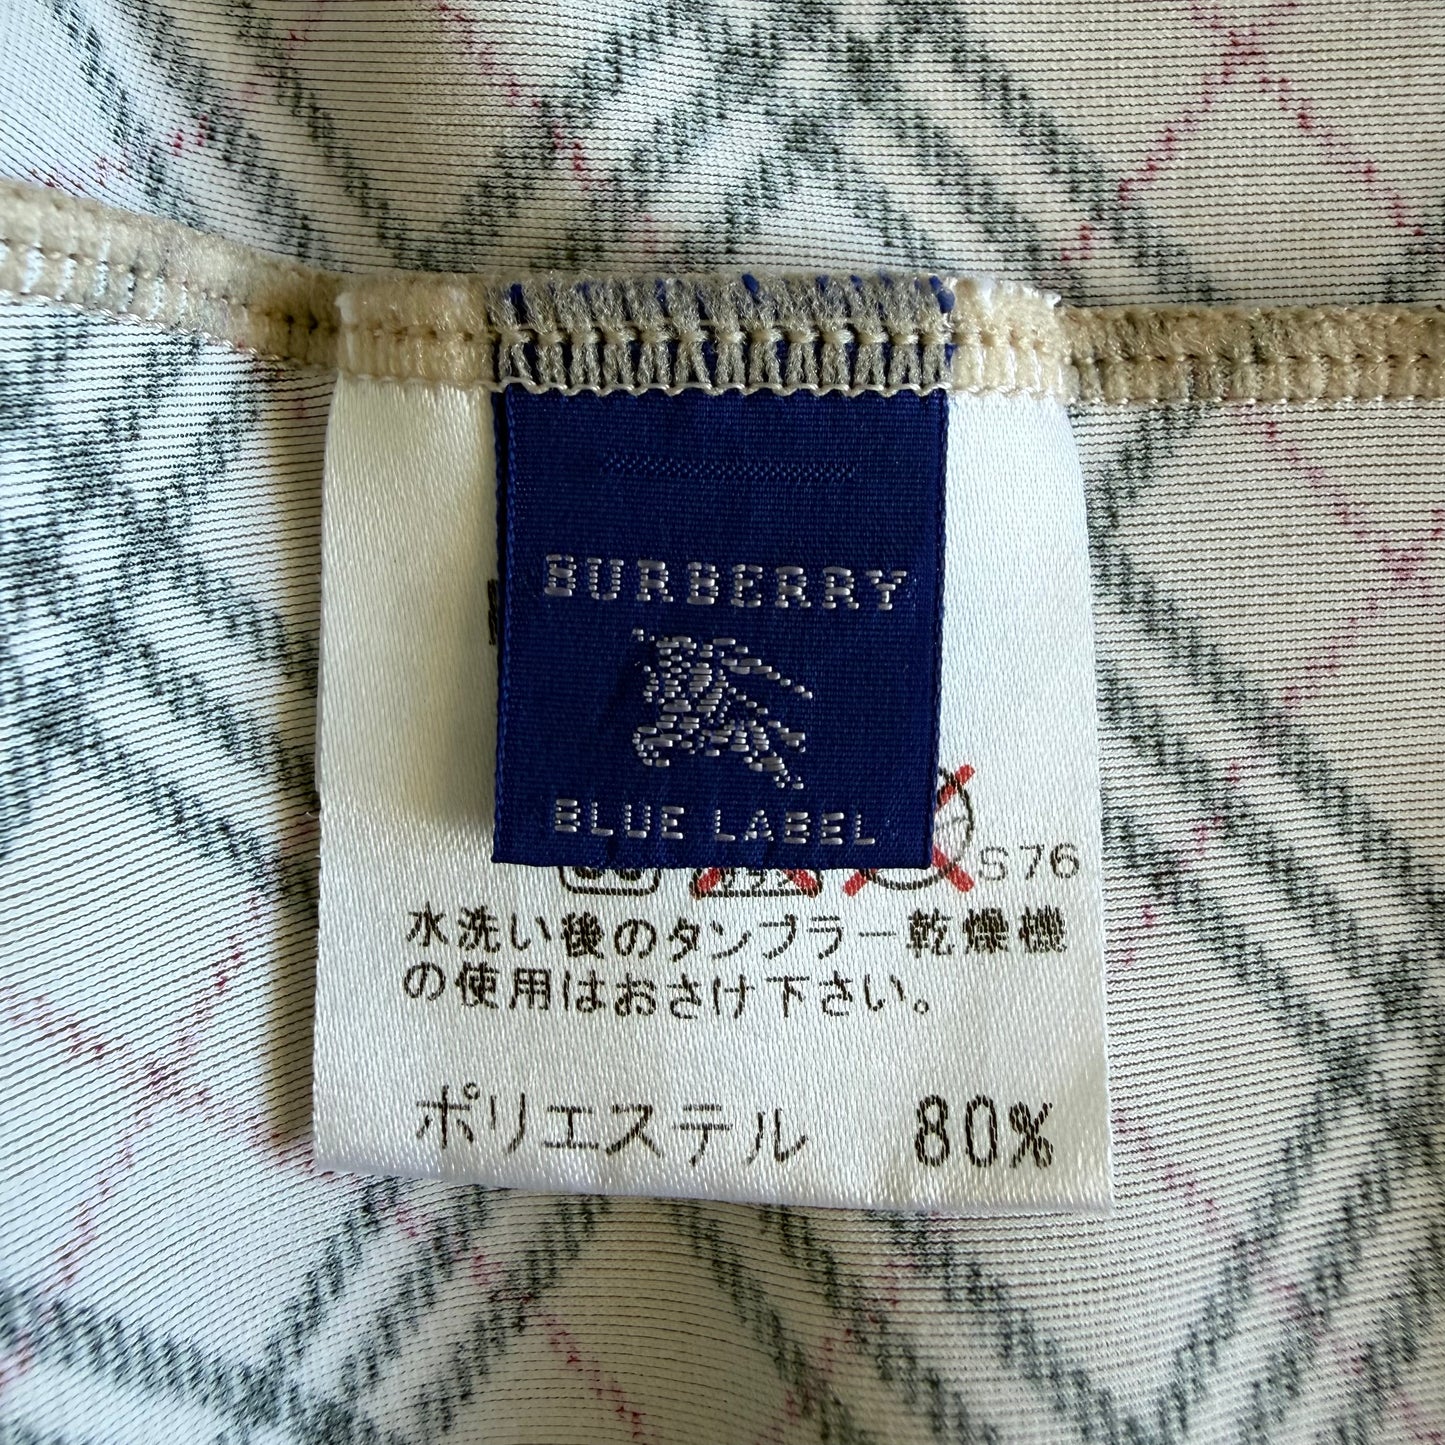 BURBERRY
BLUE LABEL
S76
水洗い後のタンブラー乾燥機
の使用はおさけ下さい。
ポリエステル 80%